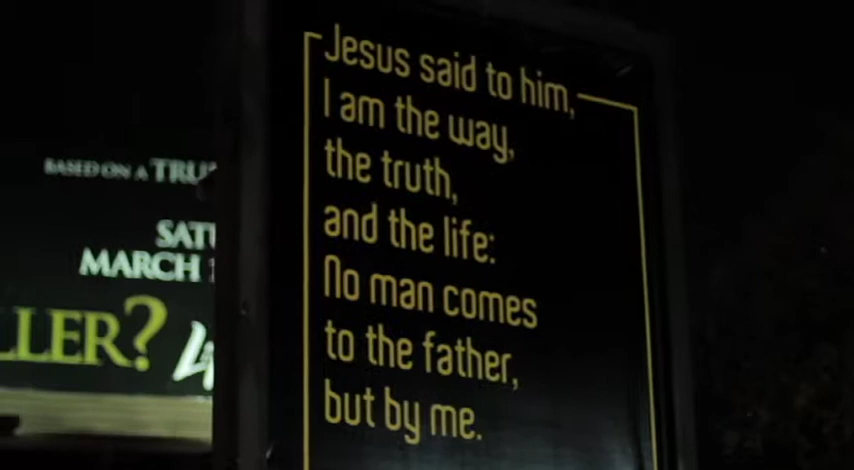 BASED ON A
MARCH
Jesus said to him,
I am the way,
the truth,
and the life:
No man comes
to the father,
but by me.